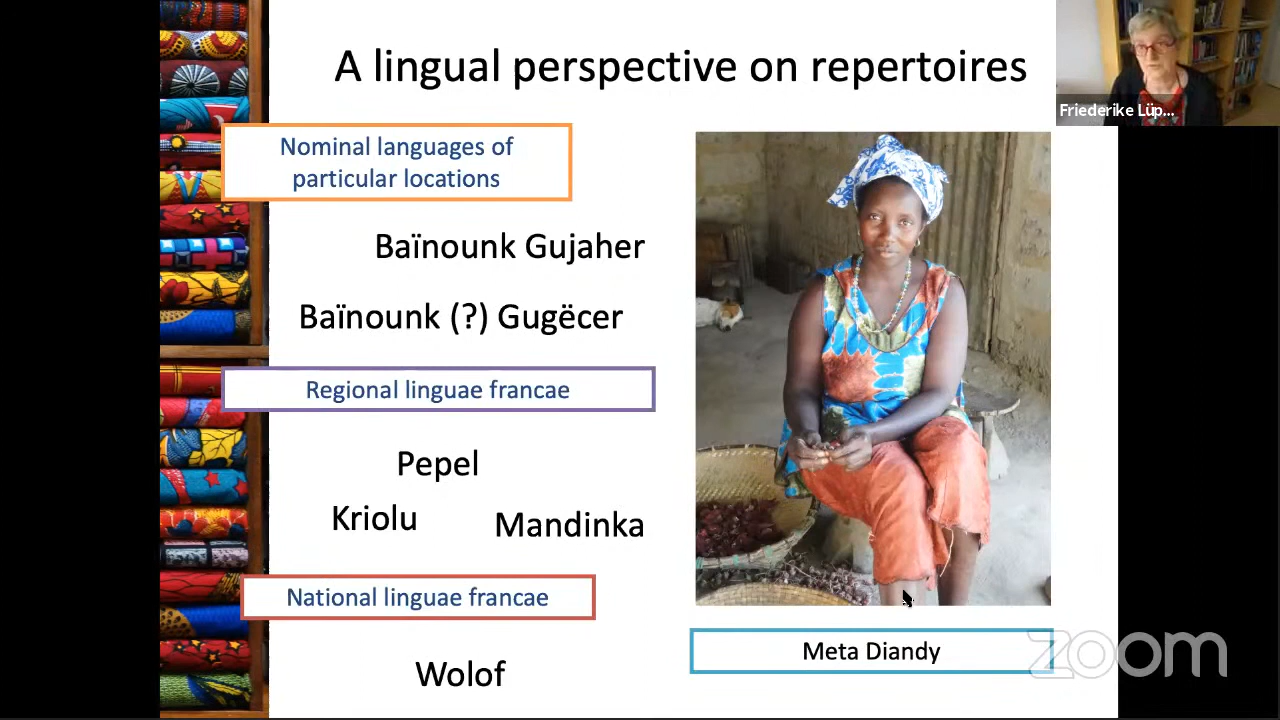 A lingual perspective on repertoires
Friederike Lüp...
Nominal languages of
particular locations
Baïnounk Gujaher
Baïnounk (?) Gugëcer
Regional linguae francae
Pepel
Kriolu
Mandinka
National linguae francae
Wolof
Meta Diandy
zoom